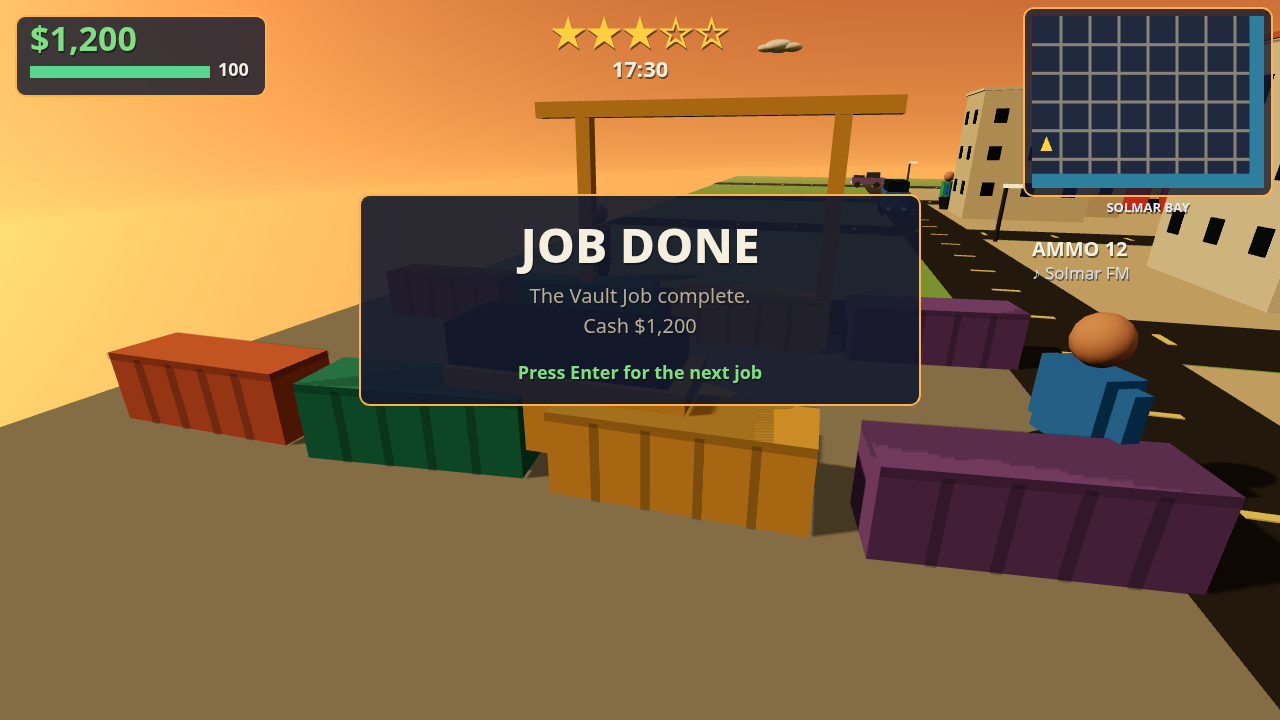 $1,200
100
★★★☆☆
17:30
SOLMAR BAY
AMMO 12
♪ Solmar FM
JOB DONE
The Vault Job complete.
Cash $1,200
Press Enter for the next job